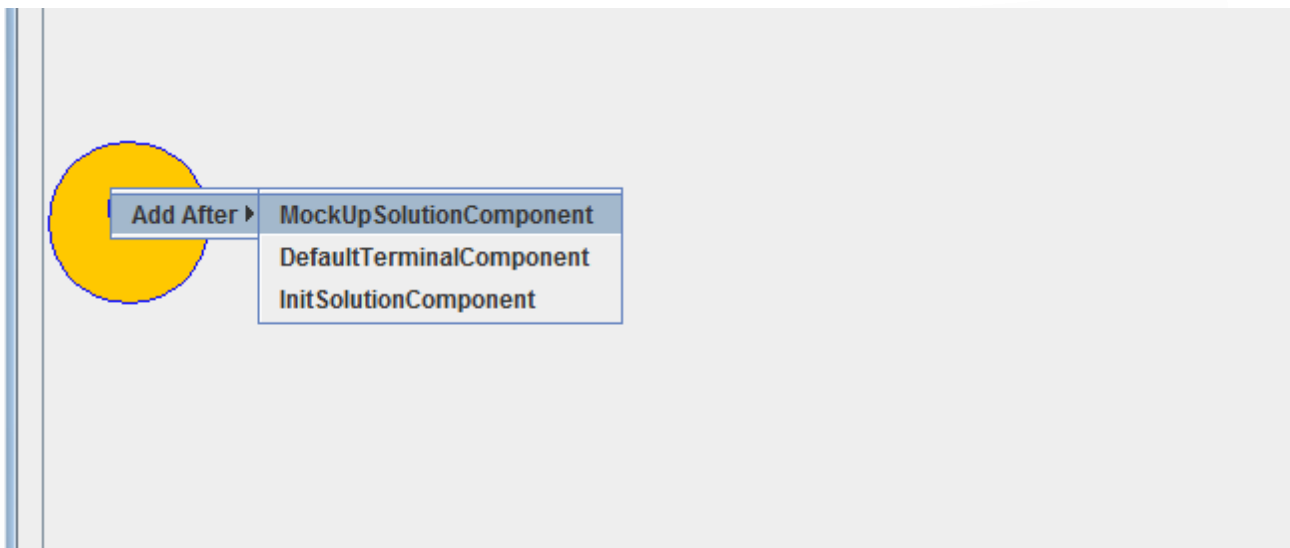 Add After
MockUpSolutionComponent
DefaultTerminalComponent
InitSolutionComponent